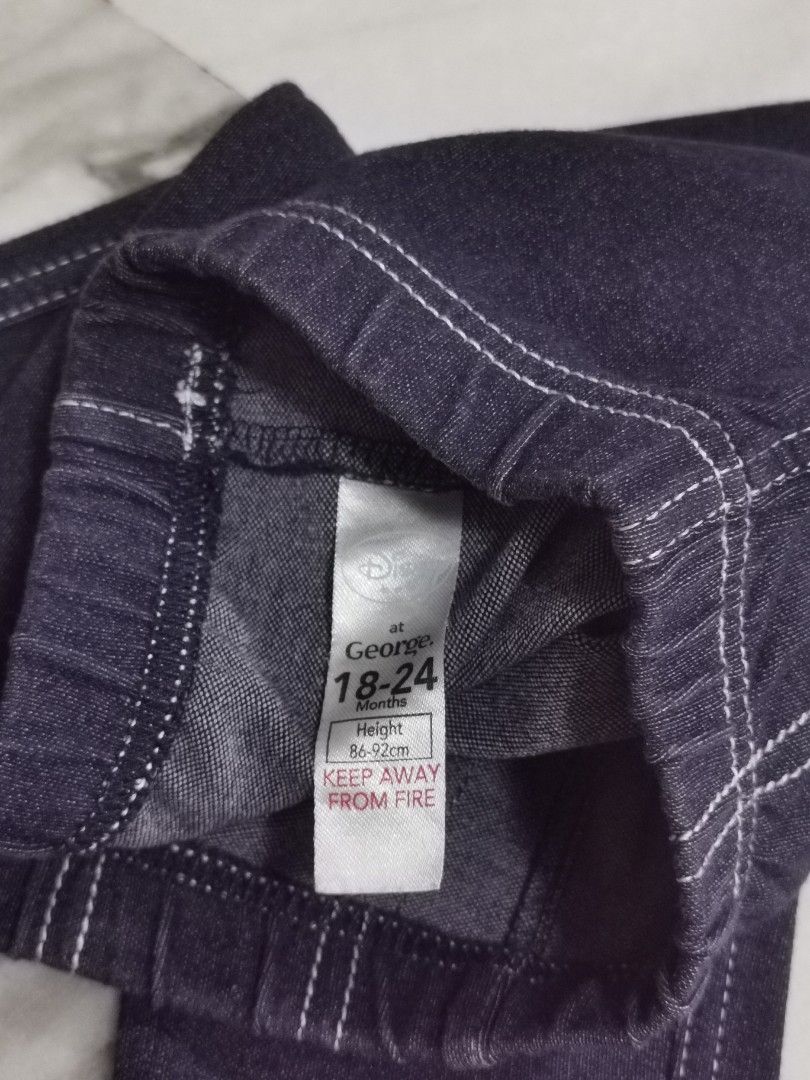 at
George.
18-24
Months
Height
86-92cm
KEEP AWAY
FROM FIRE